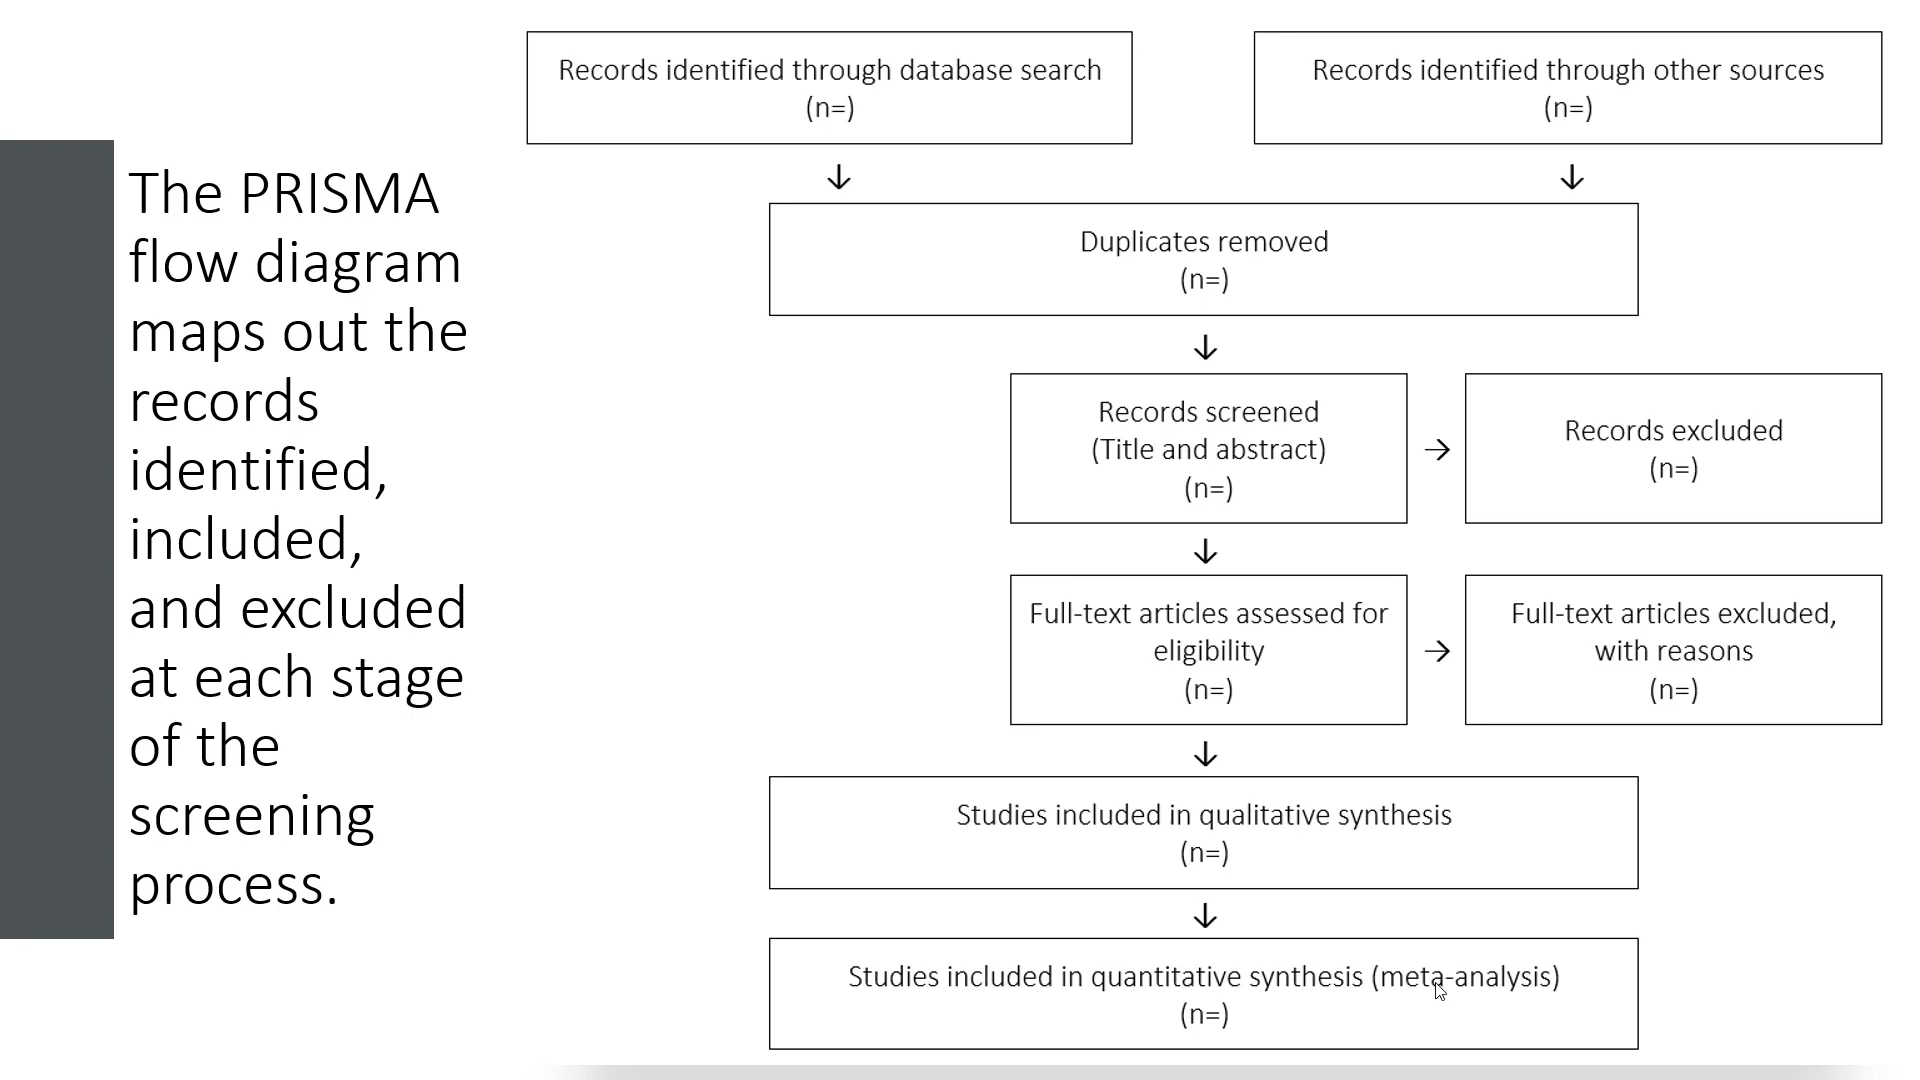 The PRISMA
flow diagram
maps out the
records
identified,
included,
and excluded
at each stage
of the
screening
process.
Records identified through database search
(n=)
Records identified through other sources
(n=)
↓
↓
Duplicates removed
(n=)
↓
Records screened
(Title and abstract)
(n=)
→
Records excluded
(n=)
↓
Full-text articles assessed for
eligibility
(n=)
→
Full-text articles excluded,
with reasons
(n=)
↓
Studies included in qualitative synthesis
(n=)
↓
Studies included in quantitative synthesis (meta-analysis)
(n=)